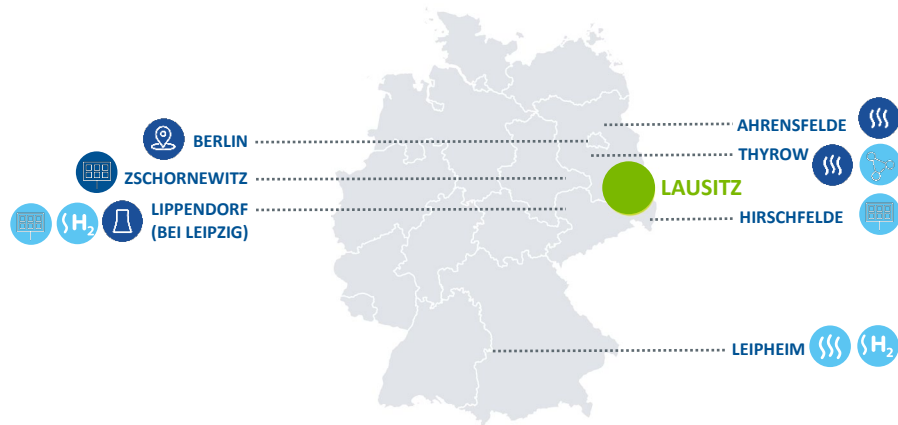 BERLIN
ZSCHORNEWITZ
H2 LIPPENDORF
(BEI LEIPZIG)
AHRENSFELDE
THYROW
LAUSITZ
HIRSCHFELDE
LEIPHEIM H2